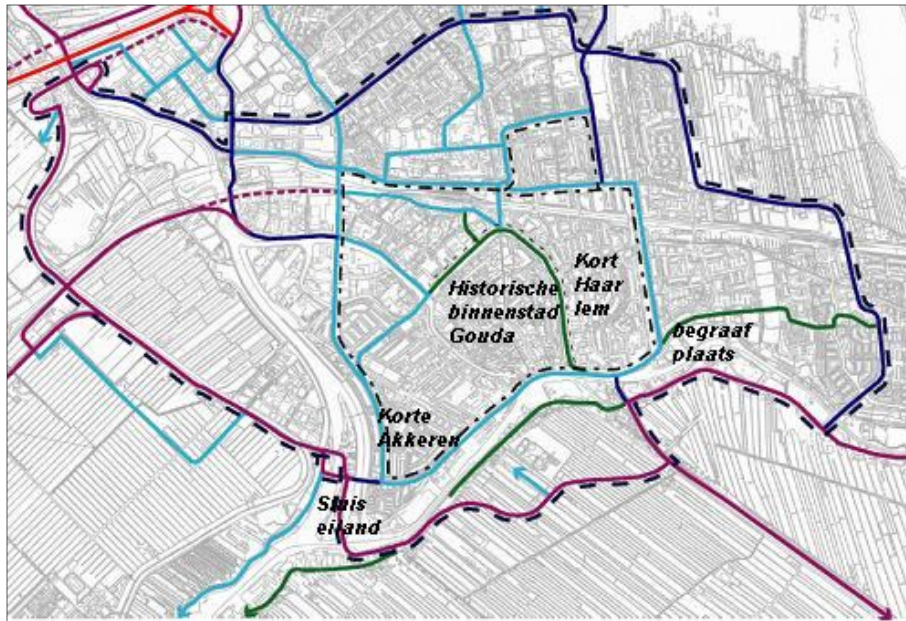 Historische
binnenstad
Gouda
Kort
Haar
lem
begraaf
plaats
Korte
Akkeren
Sluis
eiland